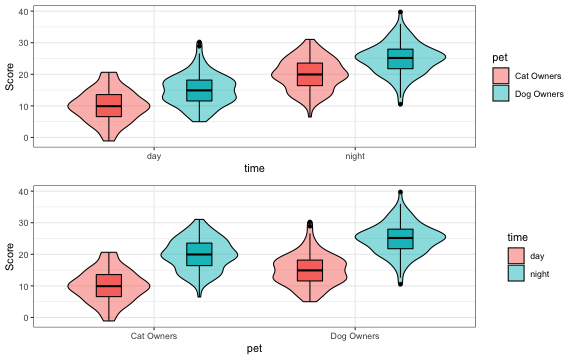 40
30
20
10
0
Score
day
night
time
pet
Cat Owners
Dog Owners
40
30
20
10
0
Score
Cat Owners
Dog Owners
pet
time
day
night